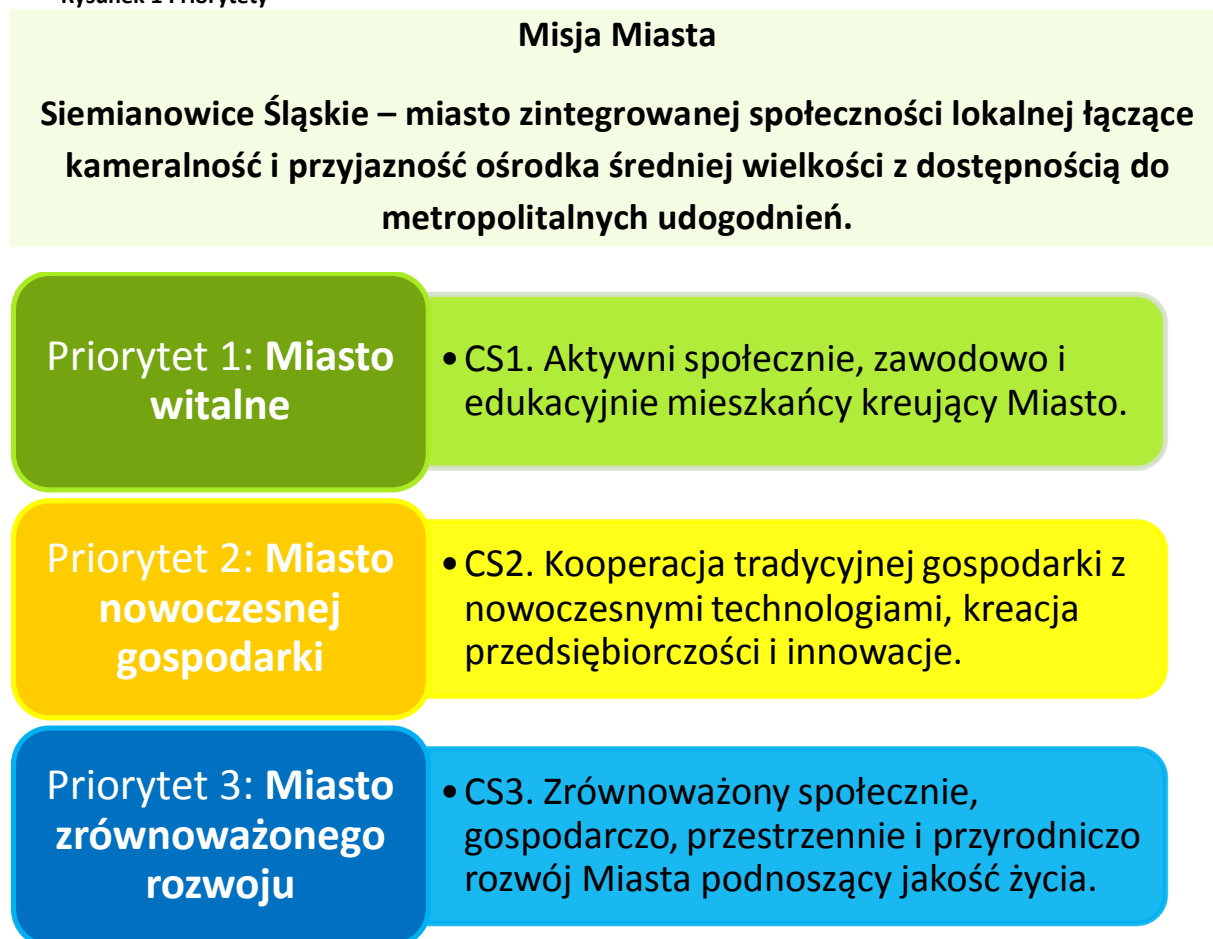 Rysunek 1 Priorytety
Misja Miasta
Siemianowice Śląskie – miasto zintegrowanej społeczności lokalnej łączące
kameralność i przyjazność ośrodka średniej wielkości z dostępnością do
metropolitalnych udogodnień.
Priorytet 1: Miasto
witalne
• CS1. Aktywni społecznie, zawodowo i
edukacyjnie mieszkańcy kreujący Miasto.
Priorytet 2: Miasto
nowoczesnej
gospodarki
• CS2. Kooperacja tradycyjnej gospodarki z
nowoczesnymi technologiami, kreacja
przedsiębiorczości i innowacje.
Priorytet 3: Miasto
zrównoważonego
rozwoju
• CS3. Zrównoważony społecznie,
gospodarczo, przestrzennie i przyrodniczo
rozwój Miasta podnoszący jakość życia.